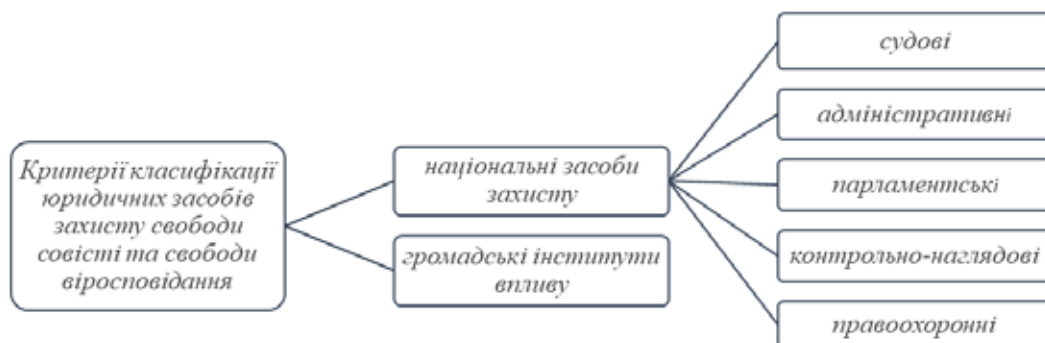 Критерії класифікації
юридичних засобів
захисту свободи
совісті та свободи
віросповідання
національні засоби
захисту
громадські інститути
впливу
судові
адміністративні
парламентські
контрольно-наглядові
правоохоронні